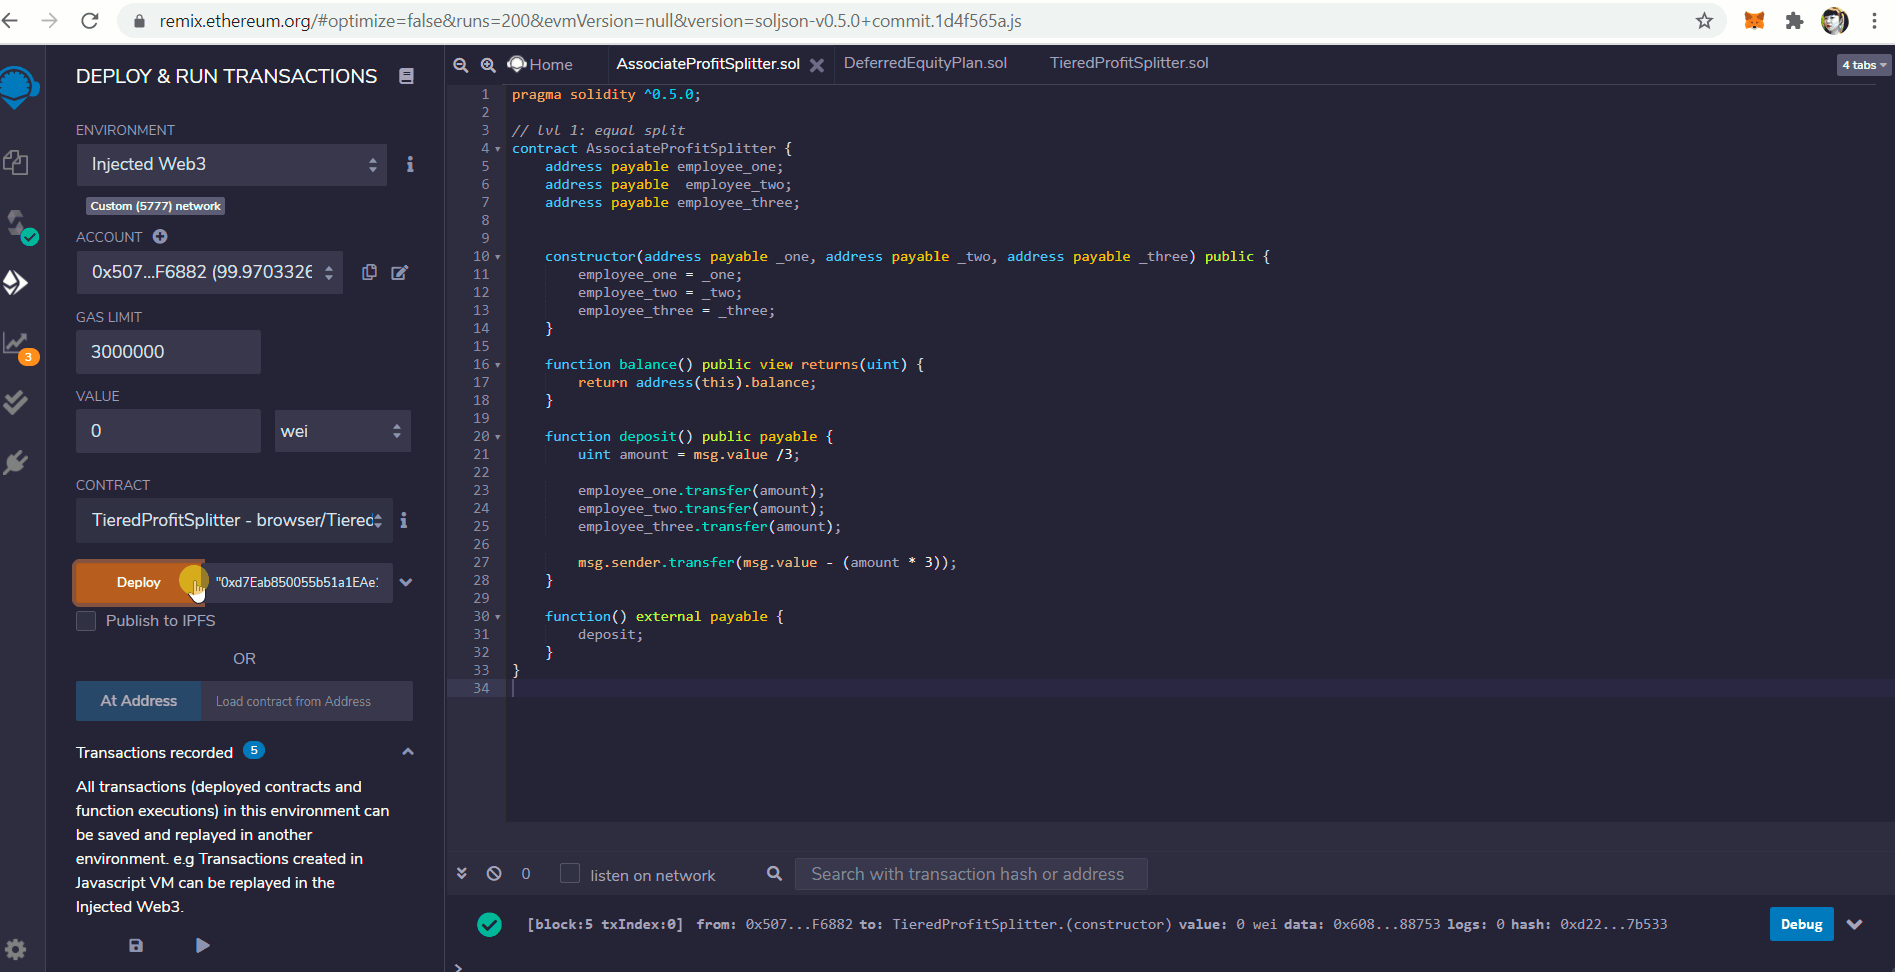 remix.ethereum.org/#optimize=false&runs=200&evmVersion=null&version=soljson-v0.5.0+commit.1d4f565a.js
DEPLOY & RUN TRANSACTIONS
ENVIRONMENT
Injected Web3
Custom (5777) network
ACCOUNT
0x507...F6882 (99.9703326
GAS LIMIT
3000000
VALUE
0
wei
CONTRACT
TieredProfitSplitter - browser/Tiered
Deploy
"0xd7Eab850055b51a1EAe:
Publish to IPFS
OR
At Address
Load contract from Address
Transactions recorded 5
All transactions (deployed contracts and
function executions) in this environment can
be saved and replayed in another
environment. e.g Transactions created in
Javascript VM can be replayed in the
Injected Web3.
3
Home
AssociateProfitSplitter.sol
DeferredEquityPlan.sol
TieredProfitSplitter.sol
4 tabs
1 pragma solidity ^0.5.0;
2
3 // lvl 1: equal split
4 contract AssociateProfitSplitter {
5 address payable employee_one;
6 address payable  employee_two;
7 address payable employee_three;
8
9
10 constructor(address payable _one, address payable _two, address payable _three) public {
11 employee_one = _one;
12 employee_two = _two;
13 employee_three = _three;
14 }
15
16 function balance() public view returns(uint) {
17 return address(this).balance;
18 }
19
20 function deposit() public payable {
21 uint amount = msg.value /3;
22
23 employee_one.transfer(amount);
24 employee_two.transfer(amount);
25 employee_three.transfer(amount);
26
27 msg.sender.transfer(msg.value - (amount * 3));
28 }
29
30 function() external payable {
31 deposit;
32 }
33 }
34
0
listen on network
Search with transaction hash or address
[block:5 txIndex:0] from: 0x507...F6882 to: TieredProfitSplitter.(constructor) value: 0 wei data: 0x608...88753 logs: 0 hash: 0xd22...7b533
Debug
>